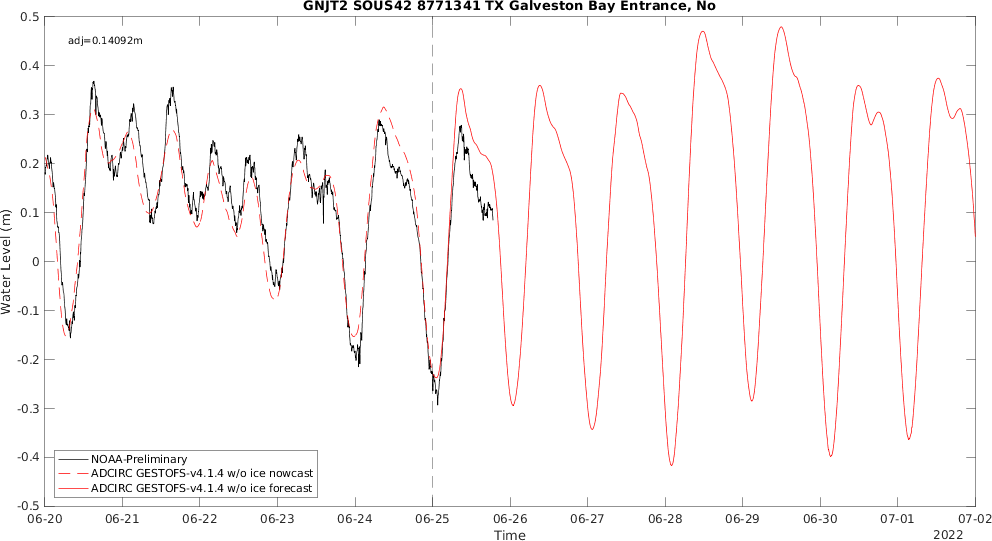 GNJT2 SOUS42 8771341 TX Galveston Bay Entrance, No
adj=0.14092m
0.5
0.4
0.3
0.2
0.1
0
-0.1
-0.2
-0.3
-0.4
-0.5
Water Level (m)
NOAA-Preliminary
ADCIRC GESTOFS-v4.1.4 w/o ice nowcast
ADCIRC GESTOFS-v4.1.4 w/o ice forecast
06-20 06-21 06-22 06-23 06-24 06-25 06-26 06-27 06-28 06-29 06-30 07-01 07-02
Time
2022